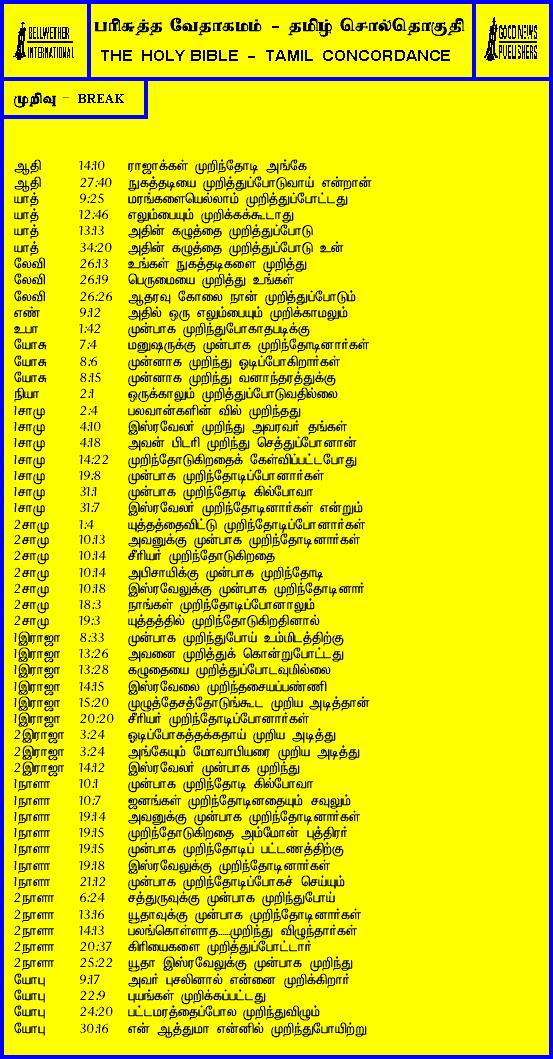 BELLWETHER
INTERNATIONAL
பரிசுத்த வேதாகமம் - தமிழ் சொல்தொகுதி
THE HOLY BIBLE - TAMIL CONCORDANCE
GOOD NEWS
PUBLISHERS
முறிவு - BREAK
ஆதி 14:10 ராஜாக்கள் முறிந்தோடி அங்கே
ஆதி 27:40 நுகத்தடியை முறித்துப்போடுவாய் என்றான்
யாத் 9:25 மரங்களையெல்லாம் முறித்துப்போட்டது
யாத் 12:46 எலும்பையும் முறிக்கக்கூடாது
யாத் 13:13 அதின் கழுத்தை முறித்துப்போடு
யாத் 34:20 அதின் கழுத்தை முறித்துப்போடு உன்
லேவி 26:13 உங்கள் நுகத்தடிகளை முறித்து
லேவி 26:19 பெருமையை முறித்து உங்கள்
லேவி 26:26 ஆதரவு கோலை நான் முறித்துப்போடும்
எண் 9:12 அதில் ஒரு எலும்பையும் முறிக்காமலும்
உபா 1:42 முன்பாக முறிந்துபோகாதபடிக்கு
யோசு 7:4 மனுஷருக்கு முன்பாக முறிந்தோடினார்கள்
யோசு 8:6 முன்னாக முறிந்து ஓடிப்போகிறார்கள்
யோசு 8:15 முன்னாக முறிந்து வனாந்தரத்துக்கு
நியா 2:1 ஒருக்காலும் முறித்துப்போடுவதில்லை
1சாமு 2:4 பலவான்களின் வில் முறிந்தது
1சாமு 4:10 இஸ்ரவேலர் முறிந்து அவரவர் தங்கள்
1சாமு 4:18 அவன் பிடரி முறிந்து செத்துப்போனான்
1சாமு 14:22 முறிந்தோடுகிறதைக் கேள்விப்பட்டபோது
1சாமு 19:8 முன்பாக முறிந்தோடிப்போனார்கள்
1சாமு 31:1 முன்பாக முறிந்தோடி கில்போவா
1சாமு 31:7 இஸ்ரவேலர் முறிந்தோடினார்கள் என்றும்
2சாமு 1:4 யுத்தத்தைவிட்டு முறிந்தோடிப்போனார்கள்
2சாமு 10:13 அவனுக்கு முன்பாக முறிந்தோடினார்கள்
2சாமு 10:14 சீரியர் முறிந்தோடுகிறதை
2சாமு 10:14 அபிசாயிக்கு முன்பாக முறிந்தோடி
2சாமு 10:18 இஸ்ரவேலுக்கு முன்பாக முறிந்தோடினார்
2சாமு 18:3 நாங்கள் முறிந்தோடிப்போனாலும்
2சாமு 19:3 யுத்தத்தில் முறிந்தோடுகிறதினால்
1இராஜா 8:33 முன்பாக முறிந்துபோய் உம்மிடத்திற்கு
1இராஜா 13:26 அவனை முறித்துக் கொன்றுபோட்டது
1இராஜா 13:28 கழுதையை முறித்துப்போடவுமில்லை
1இராஜா 14:15 இஸ்ரவேலை முறிந்தசையப்பண்ணி
1இராஜா 15:20 முழுத்தேசத்தோடுங்கூட முறிய அடித்தான்
1இராஜா 20:20 சீரியர் முறிந்தோடிப்போனார்கள்
2இராஜா 3:24 ஓடிப்போகத்தக்கதாய் முறிய அடித்து
2இராஜா 3:24 அங்கேயும் மோவாபியரை முறிய அடித்து
2இராஜா 14:12 இஸ்ரவேலர் முன்பாக முறிந்து
1நாளா 10:1 முன்பாக முறிந்தோடி கில்போவா
1நாளா 10:7 ஜனங்கள் முறிந்தோடினதையும் சவுலும்
1நாளா 19:14 அவனுக்கு முன்பாக முறிந்தோடினார்கள்
1நாளா 19:15 முறிந்தோடுகிறதை அம்மோன் புத்திரர்
1நாளா 19:15 முன்பாக முறிந்தோடிப் பட்டணத்திற்கு
1நாளா 19:18 இஸ்ரவேலுக்கு முறிந்தோடினார்கள்
1நாளா 21:12 முன்பாக முறிந்தோடிப்போகச் செய்யும்
2நாளா 6:24 சத்துருவுக்கு முன்பாக முறிந்துபோய்
2நாளா 13:16 யூதாவுக்கு முன்பாக முறிந்தோடினார்கள்
2நாளா 14:13 பலங்கொள்ளாத.....முறிந்து விழுந்தார்கள்
2நாளா 20:37 கிரியைகளை முறித்துப்போட்டார்
2நாளா 25:22 யூதா இஸ்ரவேலுக்கு முன்பாக முறிந்து
யோபு 9:17 அவர் புசலினால் என்னை முறிக்கிறார்
யோபு 22:9 புயங்கள் முறிக்கப்பட்டது
யோபு 24:20 பட்டமரத்தைப்போல முறிந்துவிழும்
யோபு 30:16 என் ஆத்துமா என்னில் முறிந்துபோயிற்று